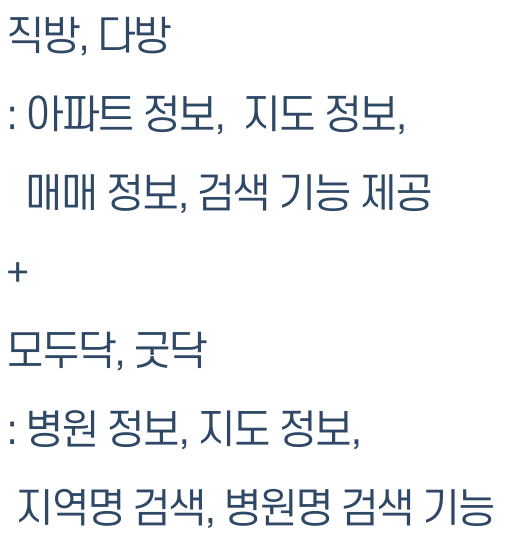 직방, 다방
: 아파트 정보, 지도 정보,
매매 정보, 검색 기능 제공
+
모두닥, 굿닥
: 병원 정보, 지도 정보,
지역명 검색, 병원명 검색 기능